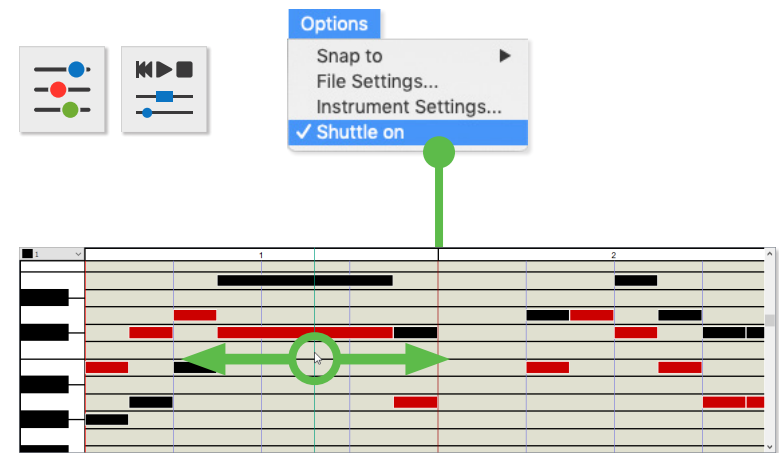 Options
Snap to
File Settings...
Instrument Settings...
Shuttle on
1
1
2